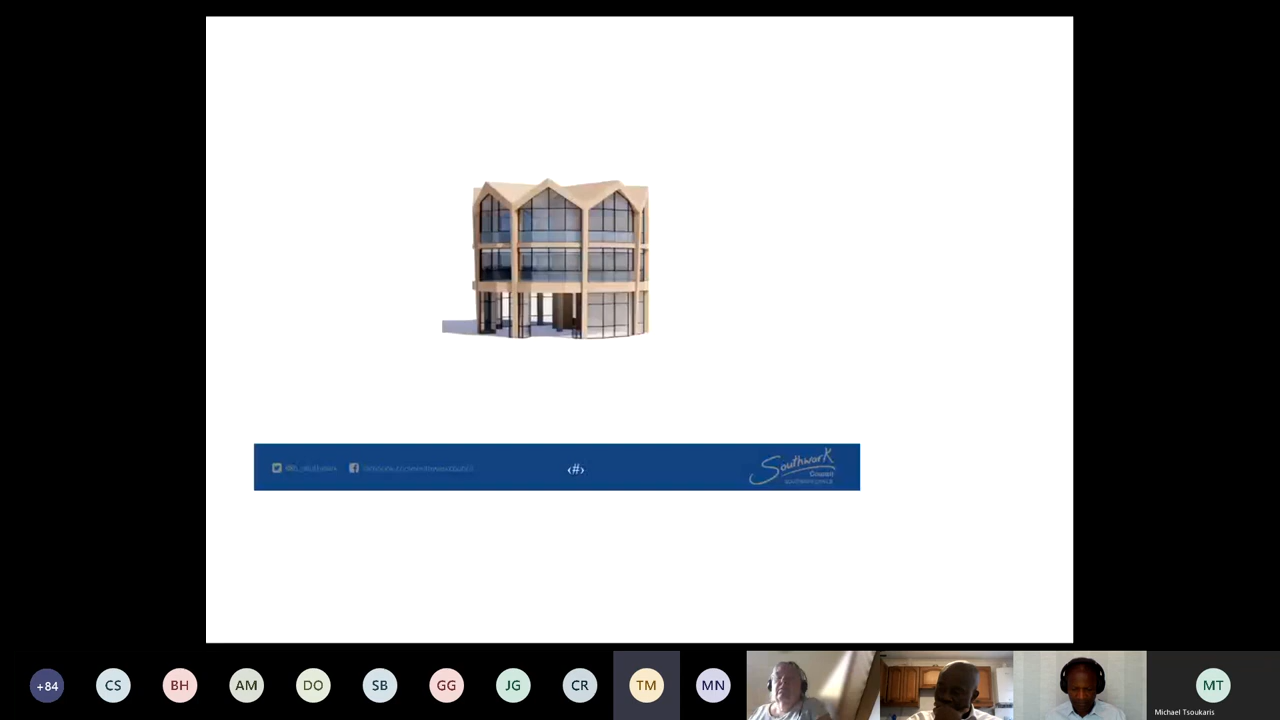 ‹#›
Southwark
Council
+84
CS
BH
AM
DO
SB
GG
JG
CR
TM
MN
MT
Michael Tsoukaris